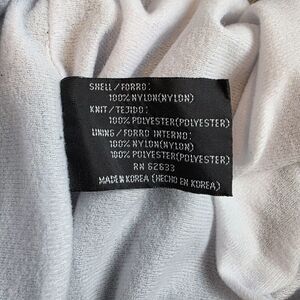 SHELL / FORRO:
100% NYLON(NYLON)
KNIT / TEJIDO:
100% POLYESTER(POLYESTER)
LINING / FORRO INTERNO:
100% NYLON(NYLON)
100% POLYESTER(POLYESTER)
RN 62633
MADE IN KOREA (HECHO EN KOREA)